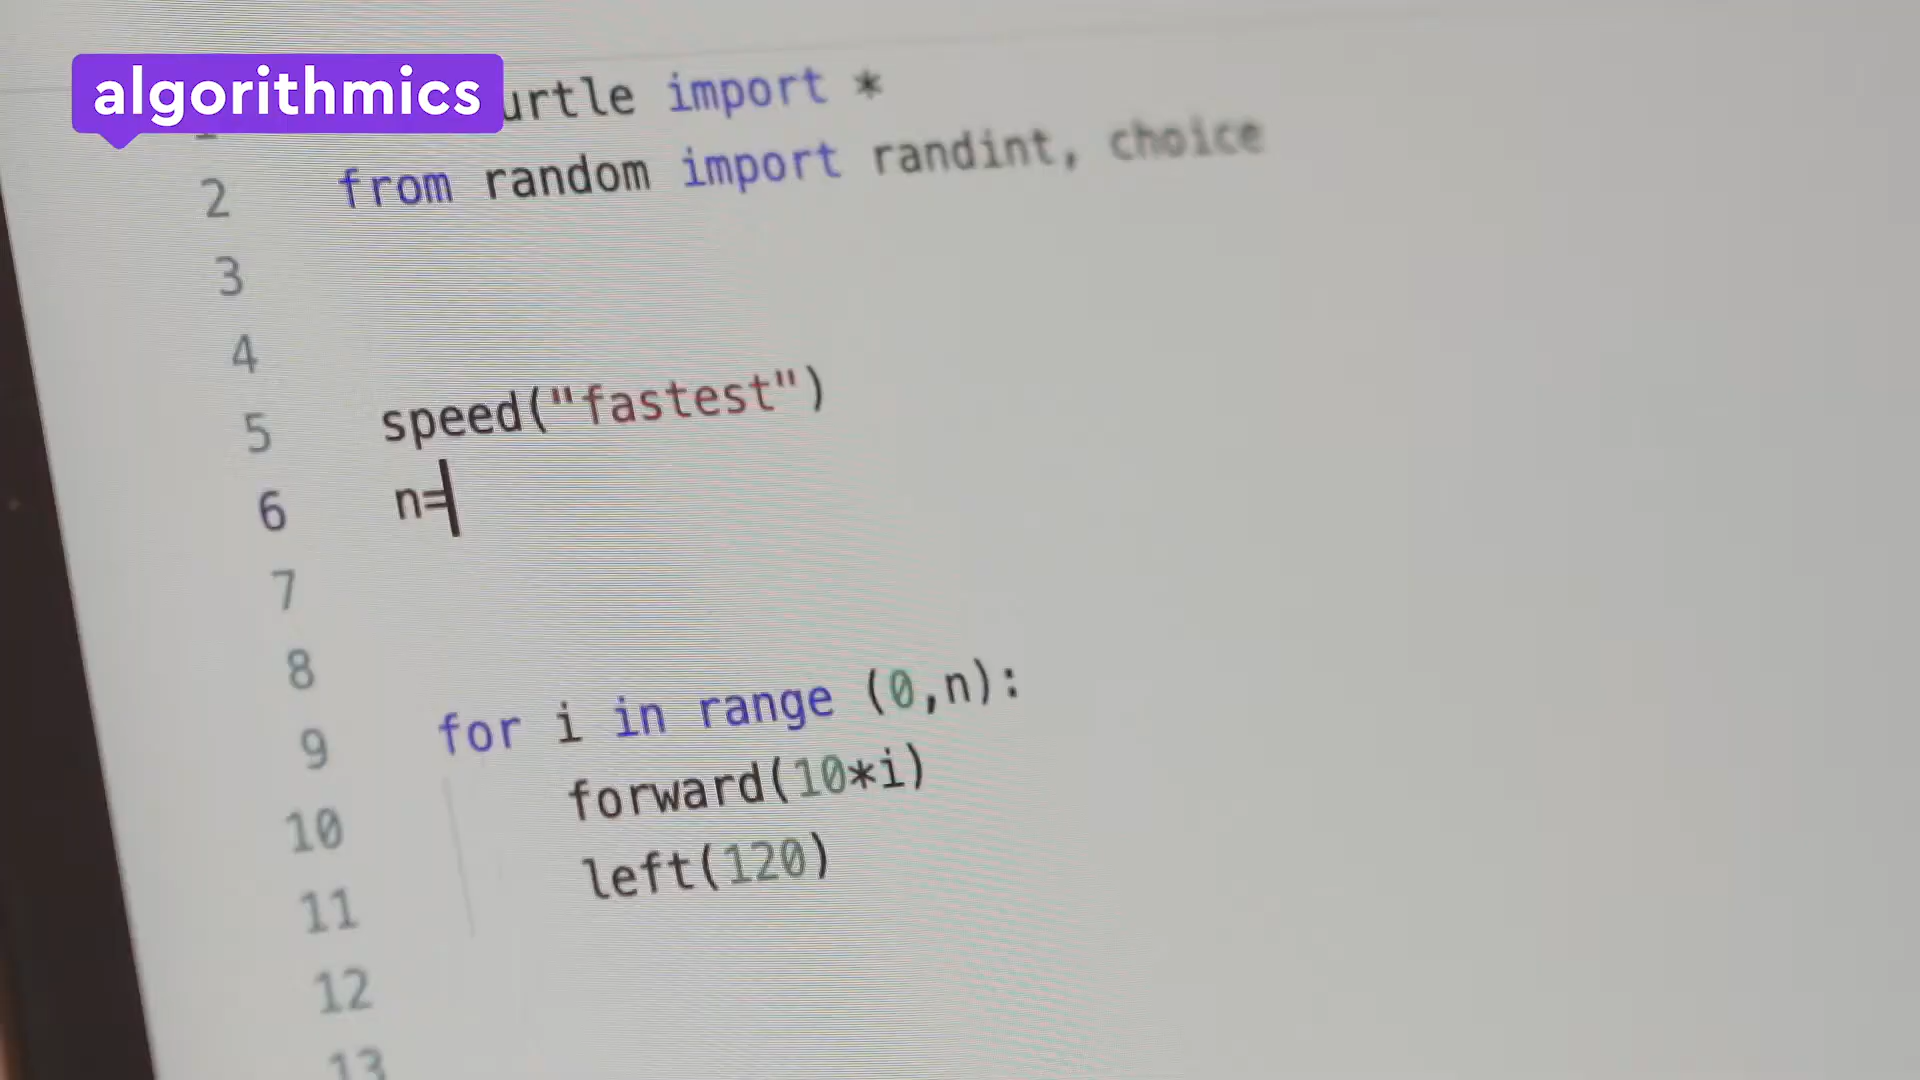 algorithmics
urtle import *
2
from random import randint, choice
3
4
5 speed("fastest")
6 n=
7
8
9 for i in range (0,n):
10 forward(10*i)
11 left(120)
12
13